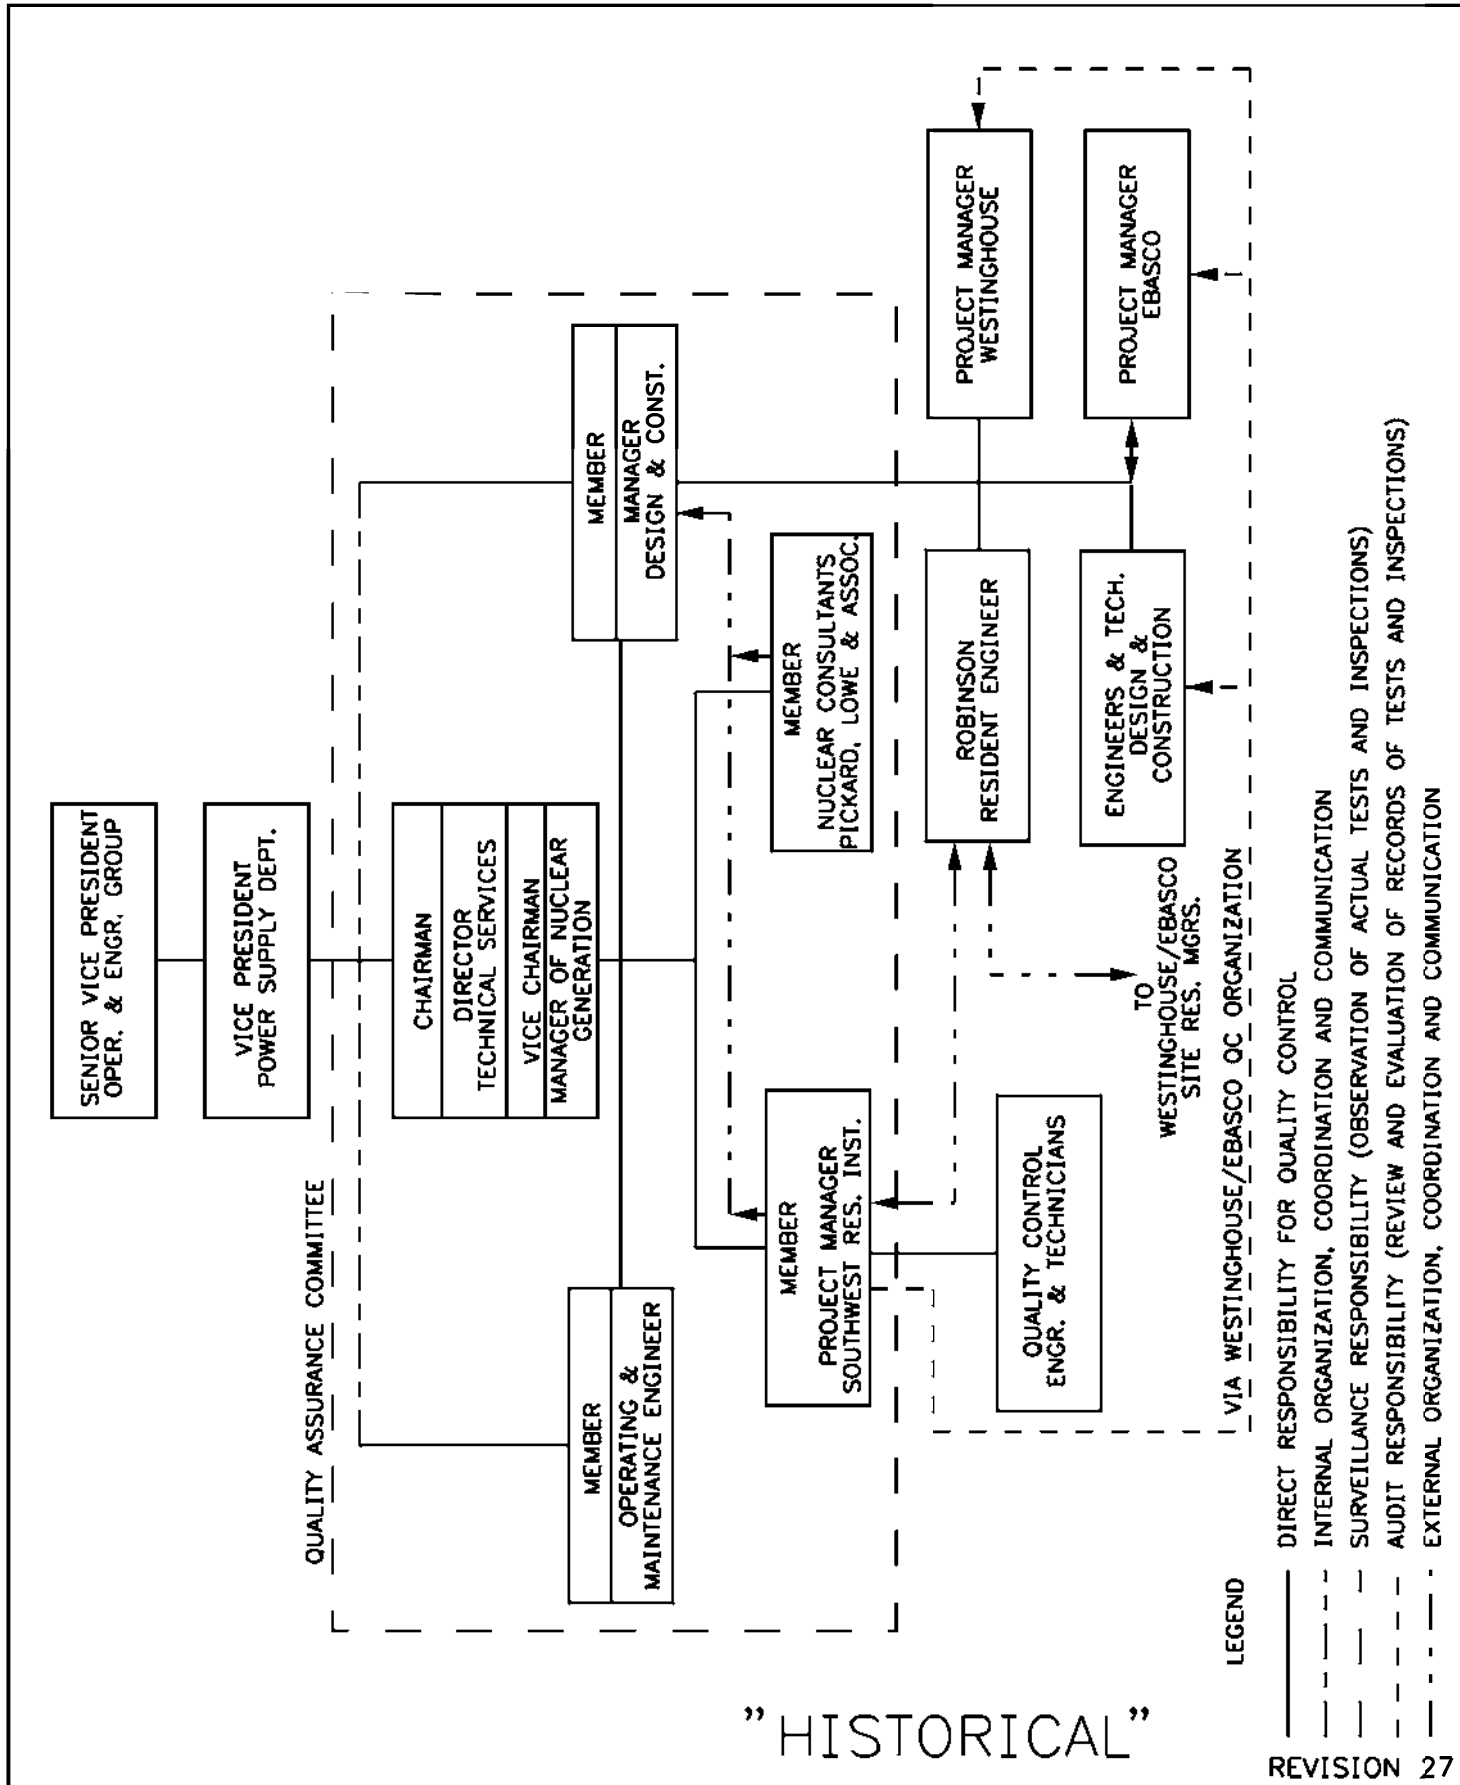 SENIOR VICE PRESIDENT
OPER. & ENGR. GROUP
VICE PRESIDENT
POWER SUPPLY DEPT.
QUALITY ASSURANCE COMMITTEE
CHAIRMAN
DIRECTOR
TECHNICAL SERVICES
VICE CHAIRMAN
MANAGER OF NUCLEAR
GENERATION
MEMBER
OPERATING &
MAINTENANCE ENGINEER
MEMBER
MANAGER
DESIGN & CONST.
MEMBER
PROJECT MANAGER
SOUTHWEST RES. INST.
MEMBER
NUCLEAR CONSULTANTS
PICKARD, LOWE & ASSOC.
QUALITY CONTROL
ENGR. & TECHNICIANS
ROBINSON
RESIDENT ENGINEER
PROJECT MANAGER
WESTINGHOUSE
ENGINEERS & TECH.
DESIGN &
CONSTRUCTION
PROJECT MANAGER
EBASCO
TO
WESTINGHOUSE/EBASCO
SITE RES. MGRS.
VIA WESTINGHOUSE/EBASCO QC ORGANIZATION
LEGEND
DIRECT RESPONSIBILITY FOR QUALITY CONTROL
INTERNAL ORGANIZATION, COORDINATION AND COMMUNICATION
SURVEILLANCE RESPONSIBILITY (OBSERVATION OF ACTUAL TESTS AND INSPECTIONS)
AUDIT RESPONSIBILITY (REVIEW AND EVALUATION OF RECORDS OF TESTS AND INSPECTIONS)
EXTERNAL ORGANIZATION, COORDINATION AND COMMUNICATION
"HISTORICAL"
REVISION 27